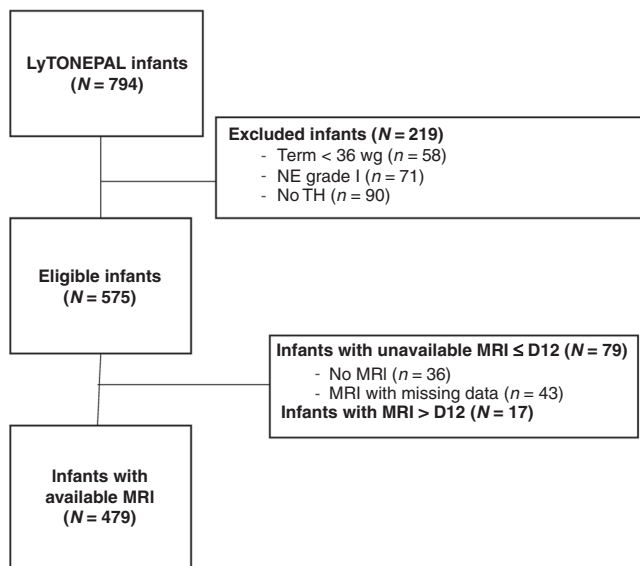 LyTONEPAL infants
(N = 794)
Excluded infants (N = 219)
- Term < 36 wg (n = 58)
- NE grade I (n = 71)
- No TH (n = 90)
Eligible infants
(N = 575)
Infants with unavailable MRI ≤ D12 (N = 79)
- No MRI (n = 36)
- MRI with missing data (n = 43)
Infants with MRI > D12 (N = 17)
Infants with
available MRI
(N = 479)